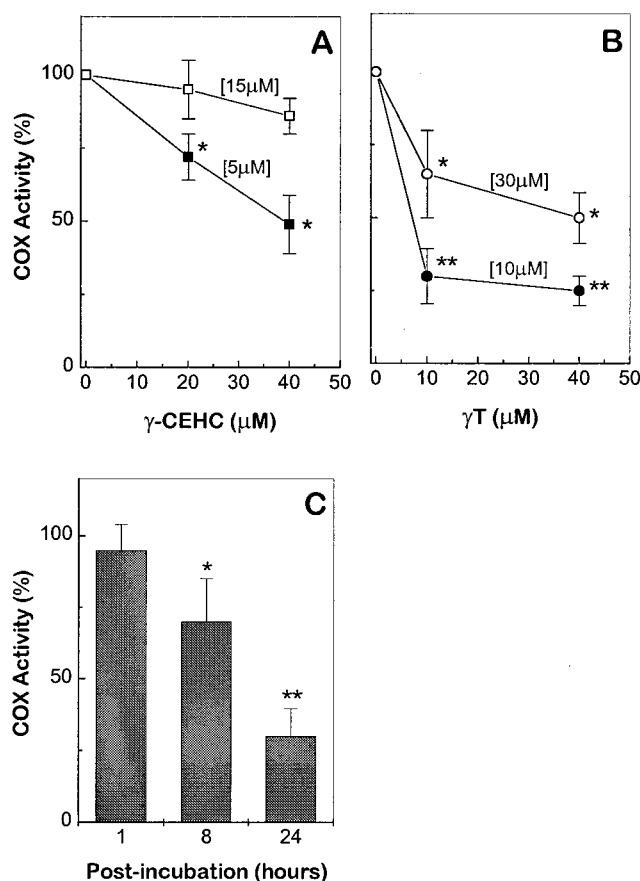 A
COX Activity (%)
100
50
0
[15µM]
*
[5µM]
*
0 10 20 30 40 50
γ-CEHC (µM)
B
*
[30µM]
*
**
[10µM]
**
0 10 20 30 40 50
γT (µM)
C
COX Activity (%)
100
50
0
*
**
1 8 24
Post-incubation (hours)